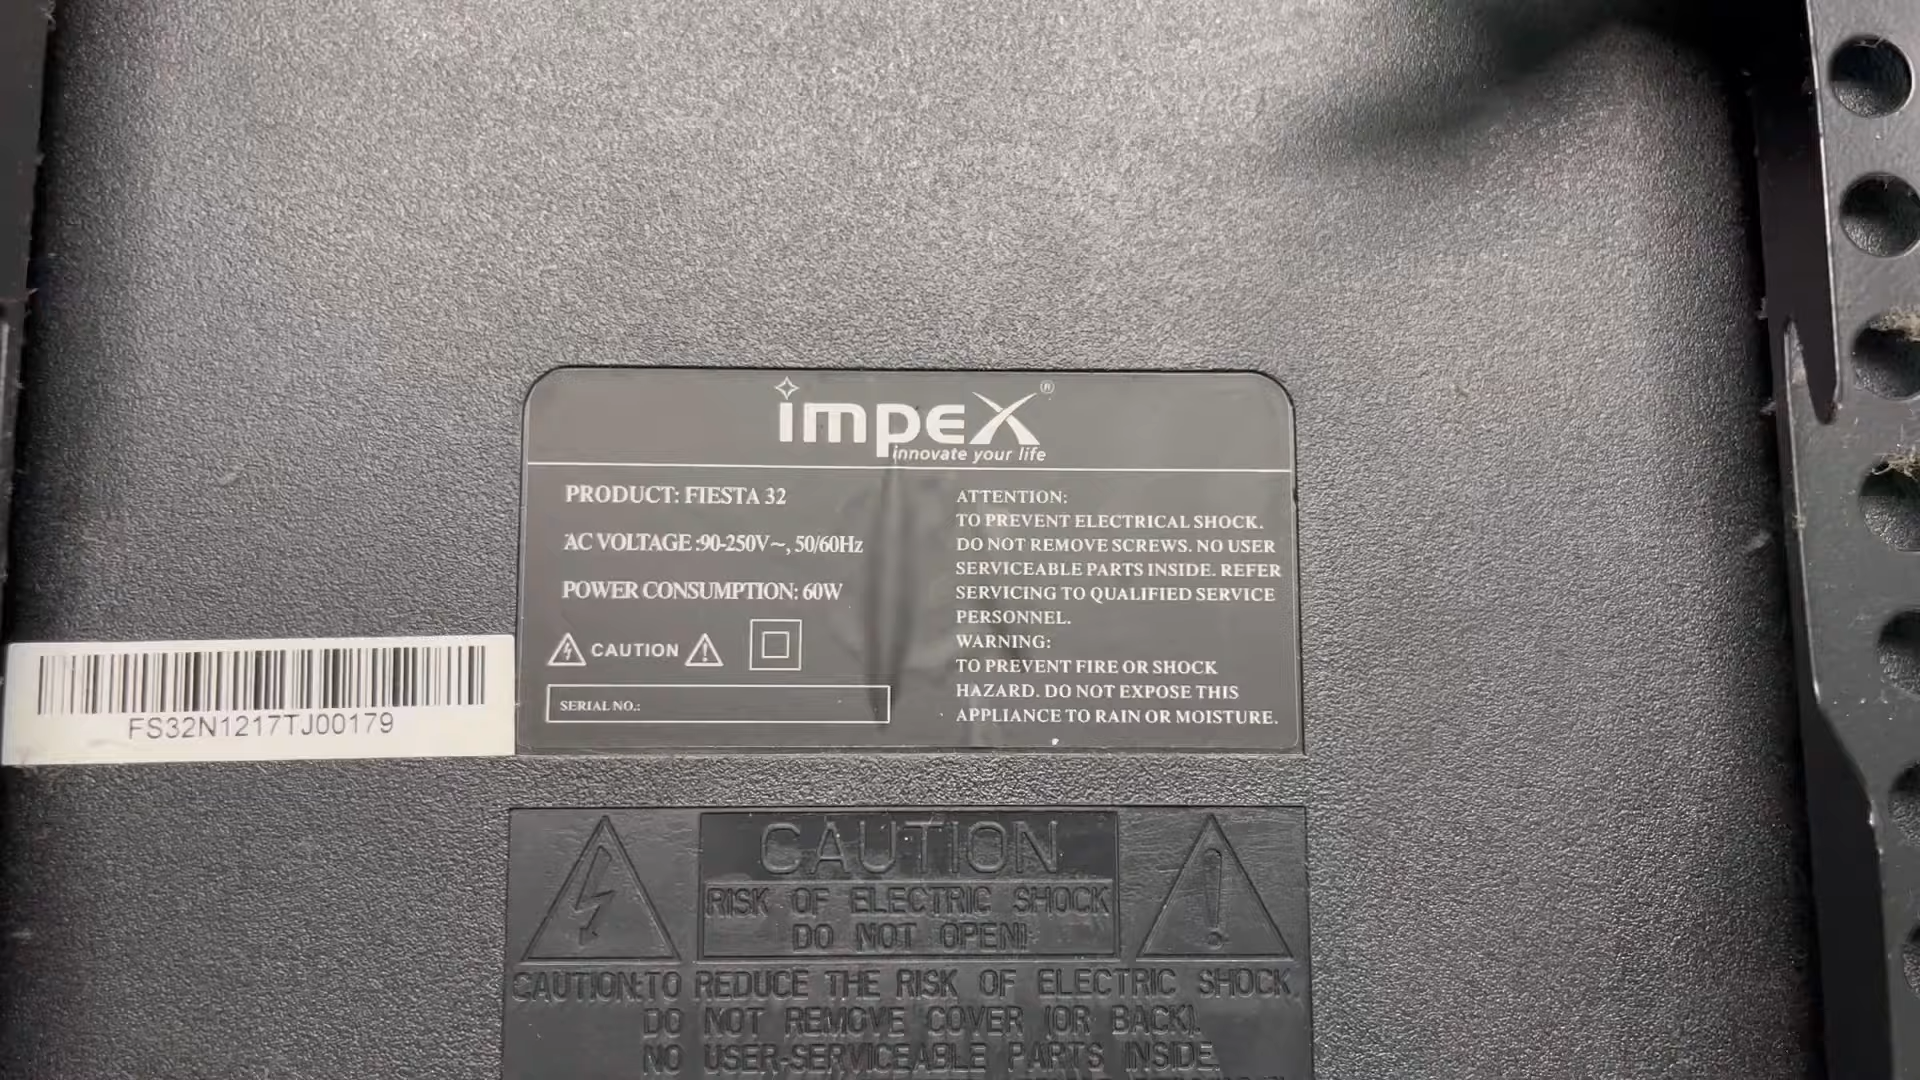 impex®
innovate your life
PRODUCT: FIESTA 32
AC VOLTAGE :90-250V~, 50/60Hz
POWER CONSUMPTION: 60W
CAUTION
SERIAL NO.:
ATTENTION:
TO PREVENT ELECTRICAL SHOCK.
DO NOT REMOVE SCREWS. NO USER
SERVICEABLE PARTS INSIDE. REFER
SERVICING TO QUALIFIED SERVICE
PERSONNEL.
WARNING:
TO PREVENT FIRE OR SHOCK
HAZARD. DO NOT EXPOSE THIS
APPLIANCE TO RAIN OR MOISTURE.
FS32N1217TJ00179
CAUTION
RISK OF ELECTRIC SHOCK
DO NOT OPEN!
CAUTION:TO REDUCE THE RISK OF ELECTRIC SHOCK,
DO NOT REMOVE COVER (OR BACK).
NO USER-SERVICEABLE PARTS INSIDE.